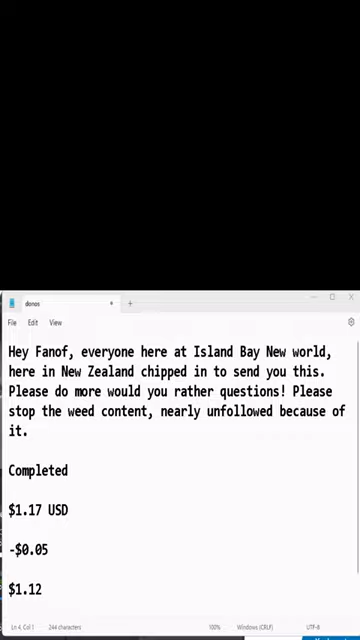 donos
File Edit View
Hey Fanof, everyone here at Island Bay New world,
here in New Zealand chipped in to send you this.
Please do more would you rather questions! Please
stop the weed content, nearly unfollowed because of
it.
Completed
$1.17 USD
-$0.05
$1.12
Ln 4, Col 1 244 characters 100% Windows (CRLF) UTF-8